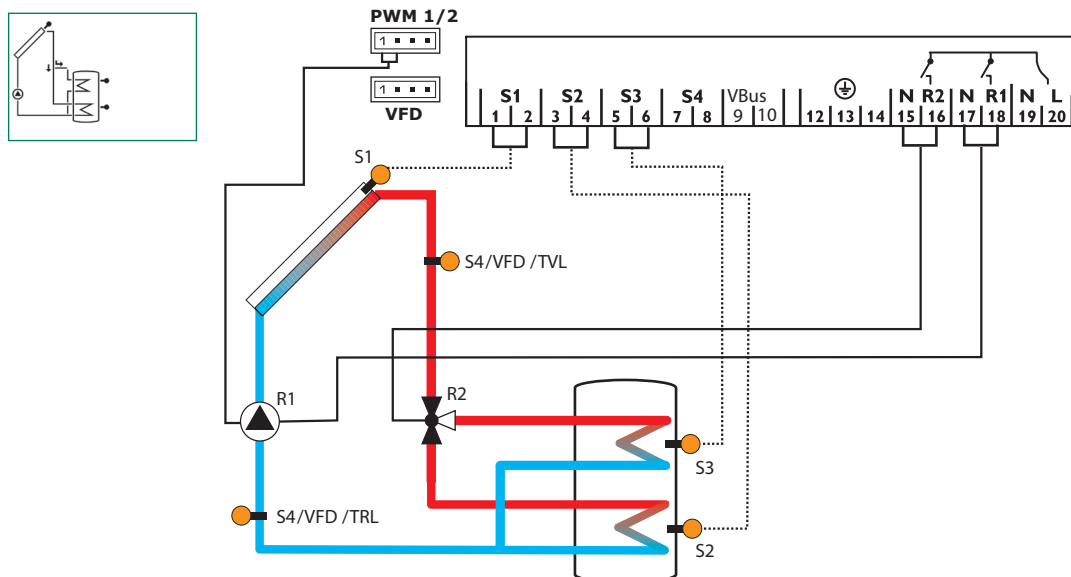 PWM 1/2
1
1
VFD
S1 S2 S3 S4 VBus N R2 N R1 N L
1 2 3 4 5 6 7 8 9 10 12 13 14 15 16 17 18 19 20
S1
S4/VFD /TVL
R1
R2
S3
S4/VFD /TRL
S2